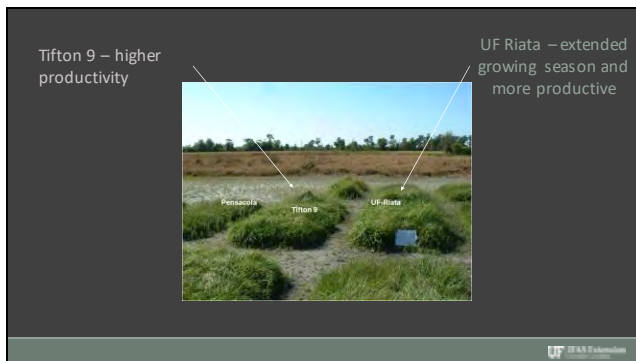 Tifton 9 – higher
productivity
UF Riata – extended
growing season and
more productive
Pensacola
Tifton 9
UF-Riata
UF IFAS Extension